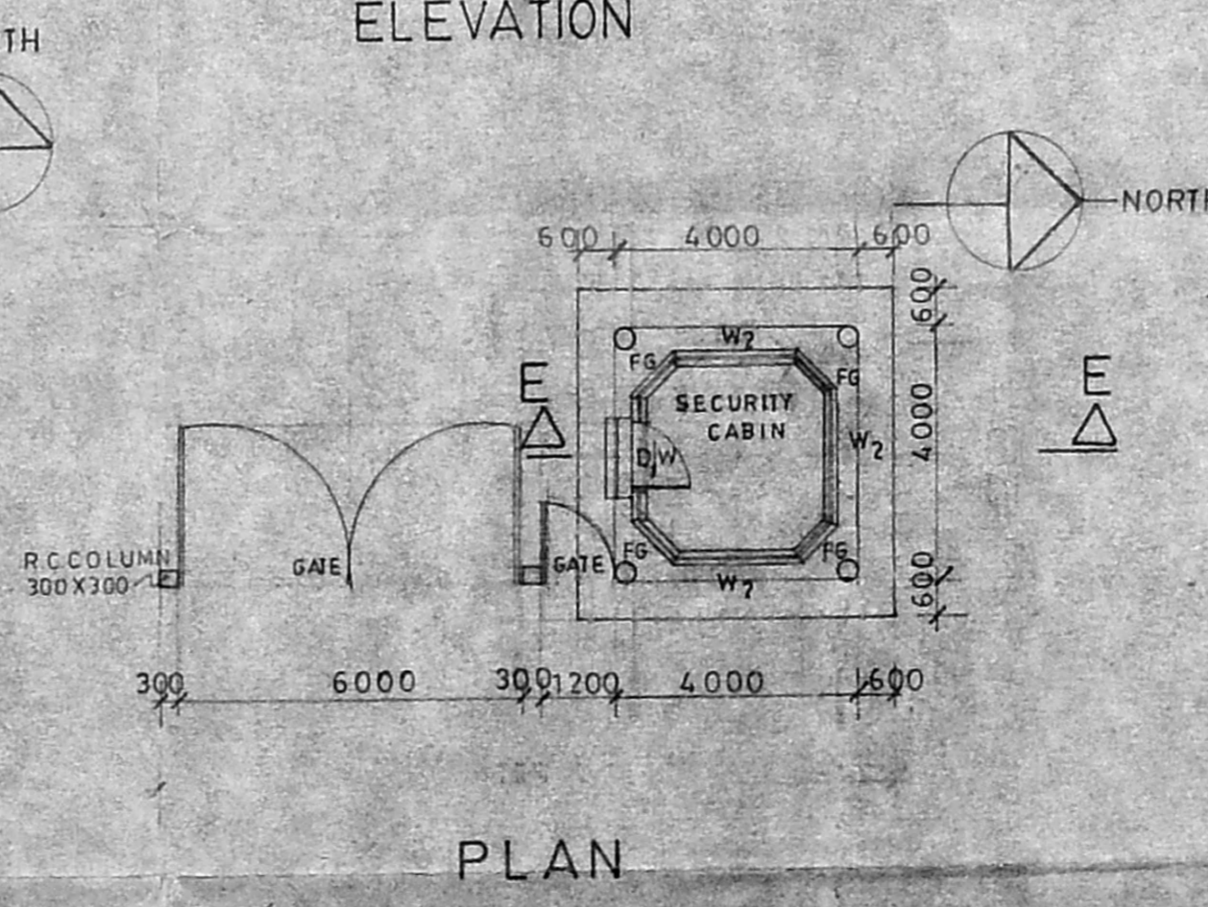 ELEVATION
TH
NORTH
600 4000 600
600
W2
FG
FG
E
E
SECURITY
CABIN
4000
W2
D/W
R.C COLUMN
300X300
GATE
GATE
FG
FG
W2
600
300 6000 300 1200 4000 600
PLAN